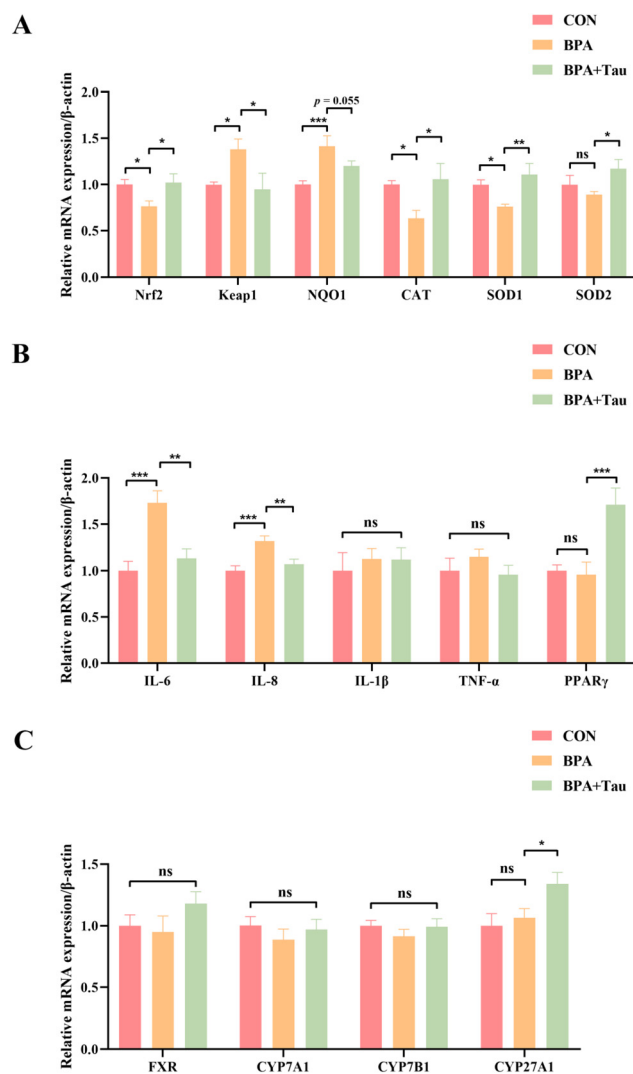 A
CON
BPA
BPA+Tau
Relative mRNA expression/β-actin
2.0
1.5
1.0
0.5
0.0
* * * * *** p = 0.055 * * * ** ns *
Nrf2 Keap1 NQO1 CAT SOD1 SOD2
B
CON
BPA
BPA+Tau
Relative mRNA expression/β-actin
2.0
1.5
1.0
0.5
0.0
*** ** *** ** ns ns ns ***
IL-6 IL-8 IL-1β TNF-α PPARγ
C
CON
BPA
BPA+Tau
Relative mRNA expression/β-actin
1.5
1.0
0.5
0.0
ns ns ns ns *
FXR CYP7A1 CYP7B1 CYP27A1